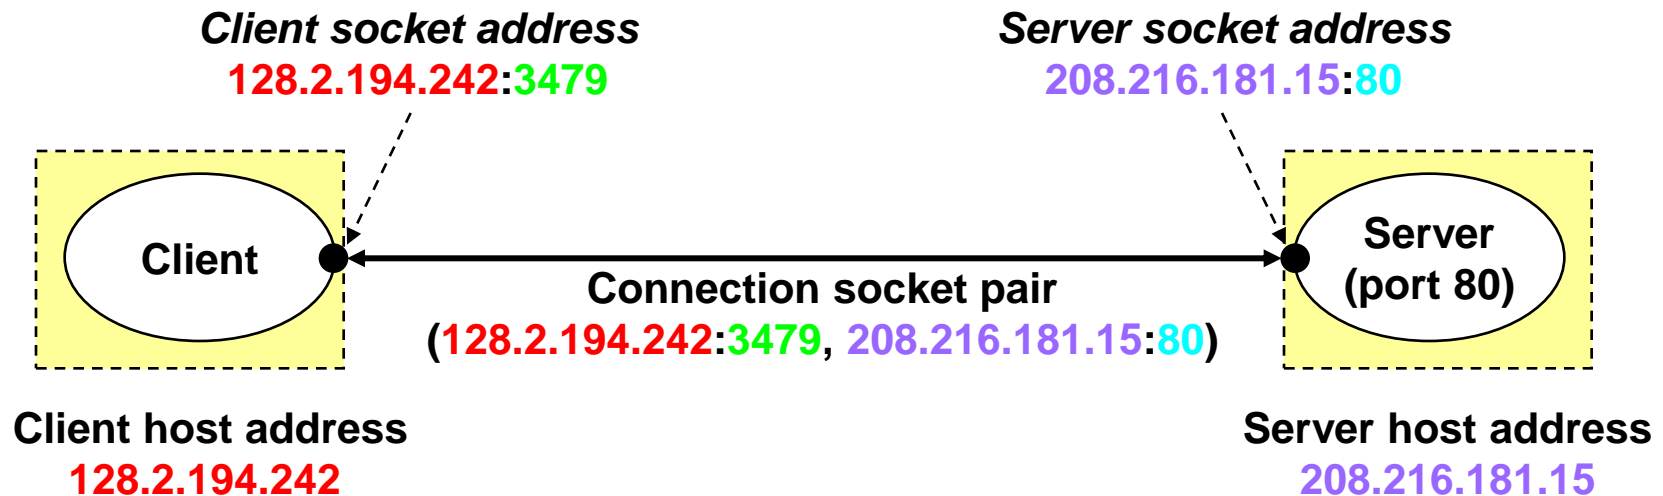 Client socket address
128.2.194.242:3479
Server socket address
208.216.181.15:80
Client
Server
(port 80)
Connection socket pair
(128.2.194.242:3479, 208.216.181.15:80)
Client host address
128.2.194.242
Server host address
208.216.181.15